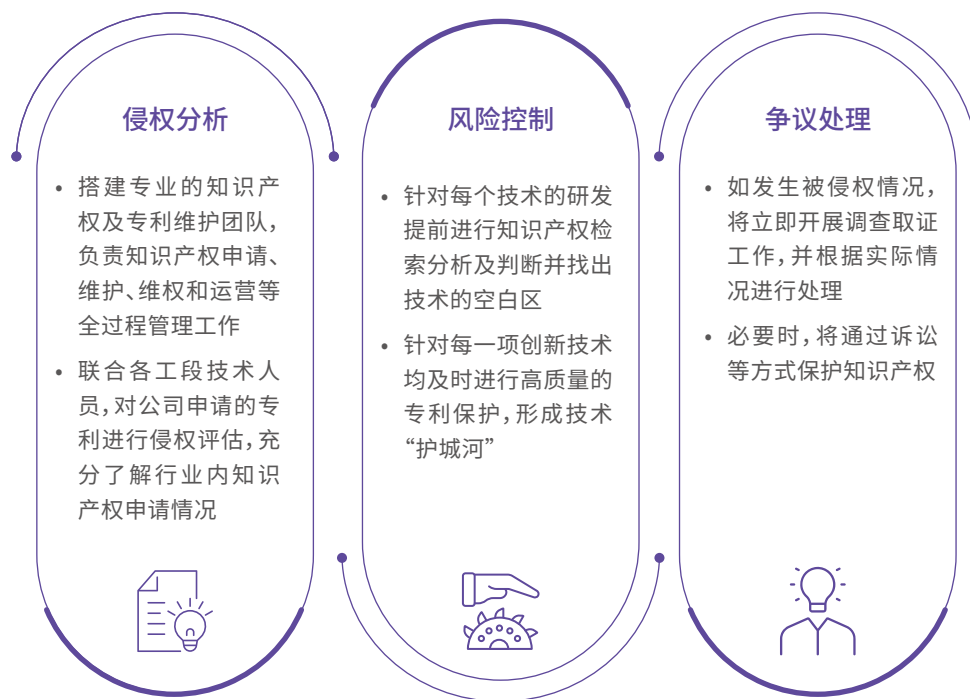 侵权分析
• 搭建专业的知识产
权及专利维护团队，
负责知识产权申请、
维护、维权和运营等
全过程管理工作
• 联合各工段技术人
员，对公司申请的专
利进行侵权评估，充
分了解行业内知识
产权申请情况
风险控制
• 针对每个技术的研发
提前进行知识产权检
索分析及判断并找出
技术的空白区
• 针对每一项创新技术
均及时进行高质量的
专利保护，形成技术
“护城河”
争议处理
• 如发生被侵权情况，
将立即开展调查取证
工作，并根据实际情
况进行处理
• 必要时，将通过诉讼
等方式保护知识产权